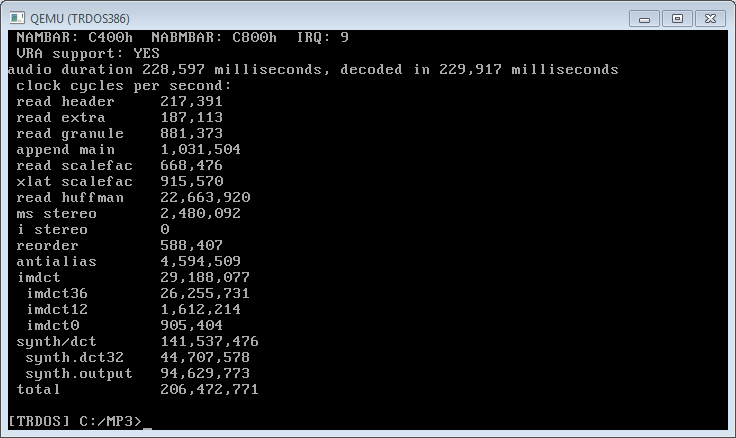 QEMU (TRDOS386)
NAMBAR: C400h NABMBAR: C800h IRQ: 9
VRA support: YES
audio duration 228,597 milliseconds, decoded in 229,917 milliseconds
clock cycles per second:
read header 217,391
read extra 187,113
read granule 881,373
append main 1,031,504
read scalefac 668,476
xlat scalefac 915,570
read huffman 22,663,920
ms stereo 2,480,092
i stereo 0
reorder 588,407
antialias 4,594,509
imdct 29,188,077
imdct36 26,255,731
imdct12 1,612,214
imdct0 905,404
synth/dct 141,537,476
synth.dct32 44,707,578
synth.output 94,629,773
total 206,472,771
[TRDOS] C:/MP3>_